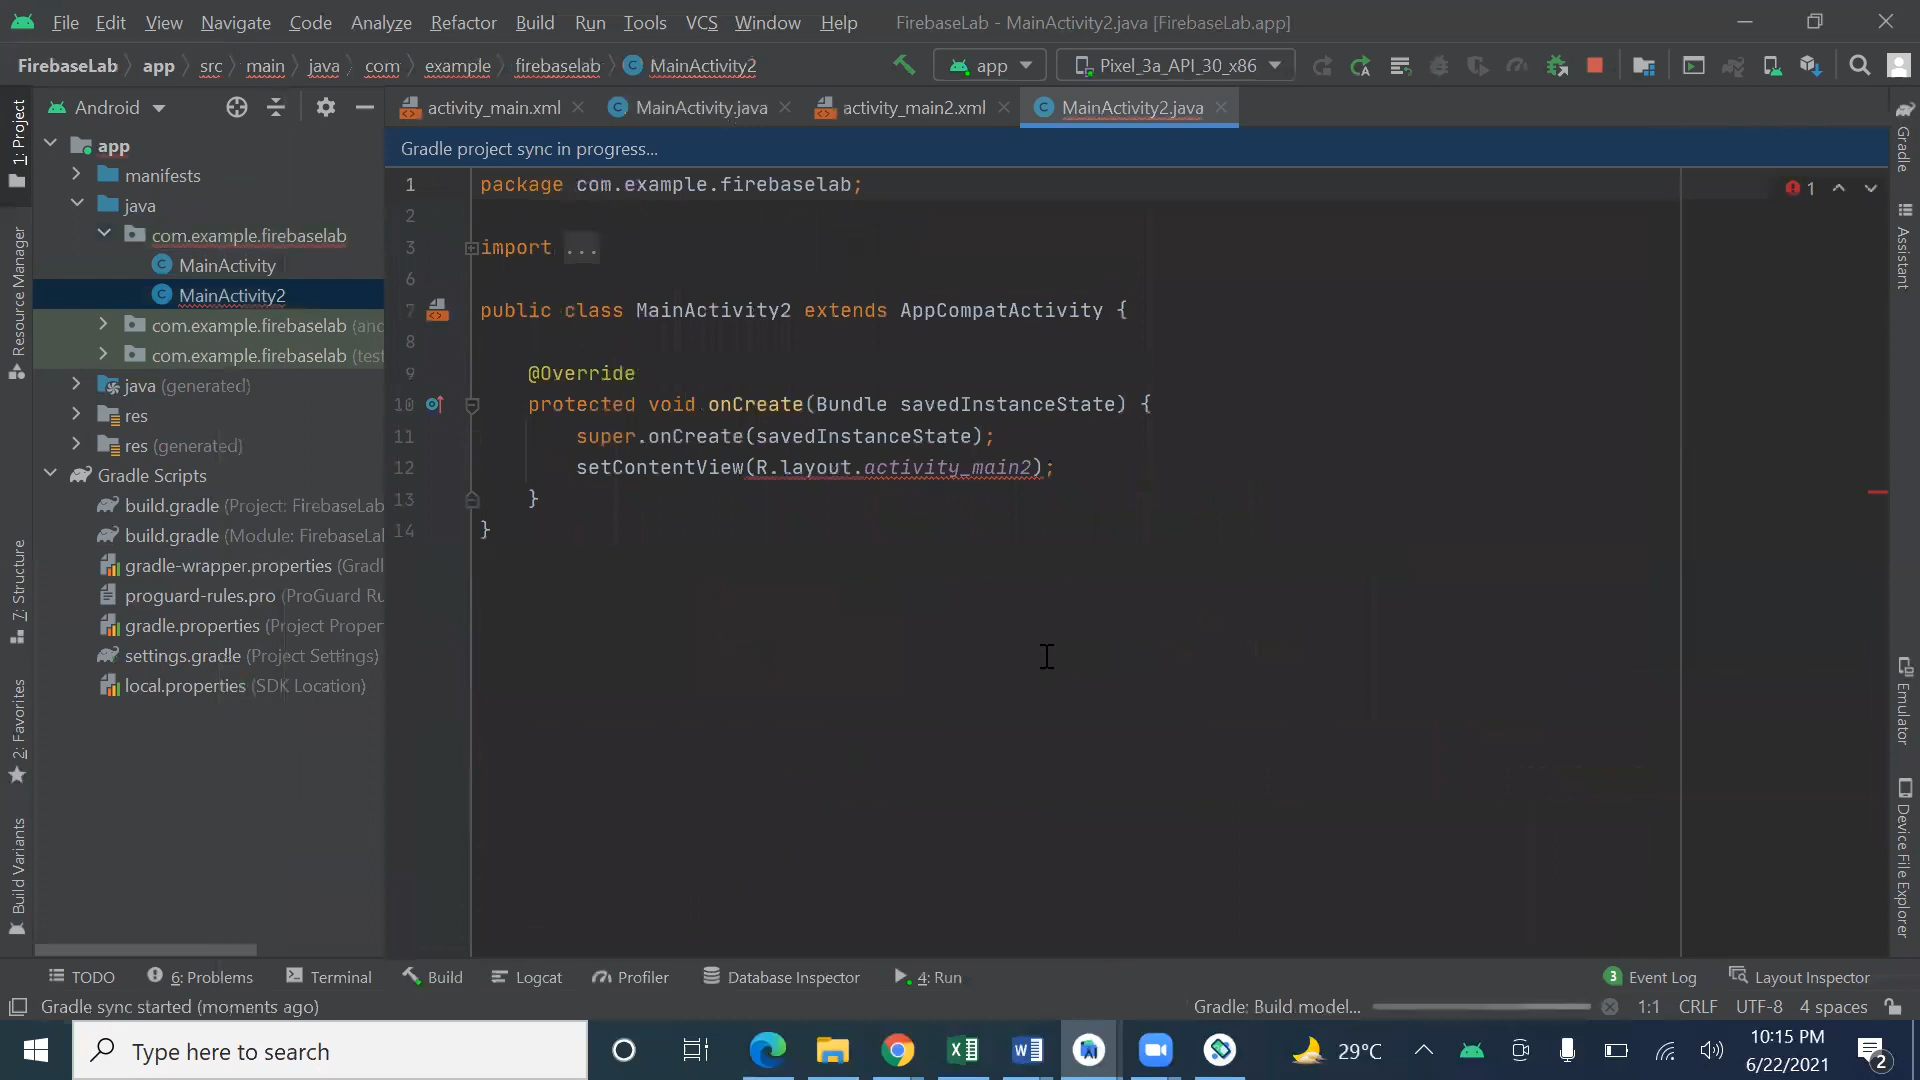 File Edit View Navigate Code Analyze Refactor Build Run Tools VCS Window Help FirebaseLab - MainActivity2.java [FirebaseLab.app]
FirebaseLab app src main java com example firebaselab MainActivity2 app Pixel_3a_API_30_x86
Android
activity_main.xml MainActivity.java activity_main2.xml MainActivity2.java
Gradle project sync in progress...
app
manifests
java
com.example.firebaselab
MainActivity
MainActivity2
com.example.firebaselab (and
com.example.firebaselab (test
java (generated)
res
res (generated)
Gradle Scripts
build.gradle (Project: FirebaseLab
build.gradle (Module: FirebaseLab
gradle-wrapper.properties (Gradl
proguard-rules.pro (ProGuard Ru
gradle.properties (Project Proper
settings.gradle (Project Settings)
local.properties (SDK Location)
1 package com.example.firebaselab;
2
3 import ...
6
7 public class MainActivity2 extends AppCompatActivity {
8
9 @Override
10 protected void onCreate(Bundle savedInstanceState) {
11 super.onCreate(savedInstanceState);
12 setContentView(R.layout.activity_main2);
13 }
14 }
1
1: Project
Resource Manager
7: Structure
2: Favorites
Build Variants
Gradle
Assistant
Emulator
Device File Explorer
TODO 6: Problems Terminal Build Logcat Profiler Database Inspector 4: Run 3 Event Log Layout Inspector
Gradle sync started (moments ago) Gradle: Build model... 1:1 CRLF UTF-8 4 spaces
Type here to search 29°C 10:15 PM
6/22/2021
2